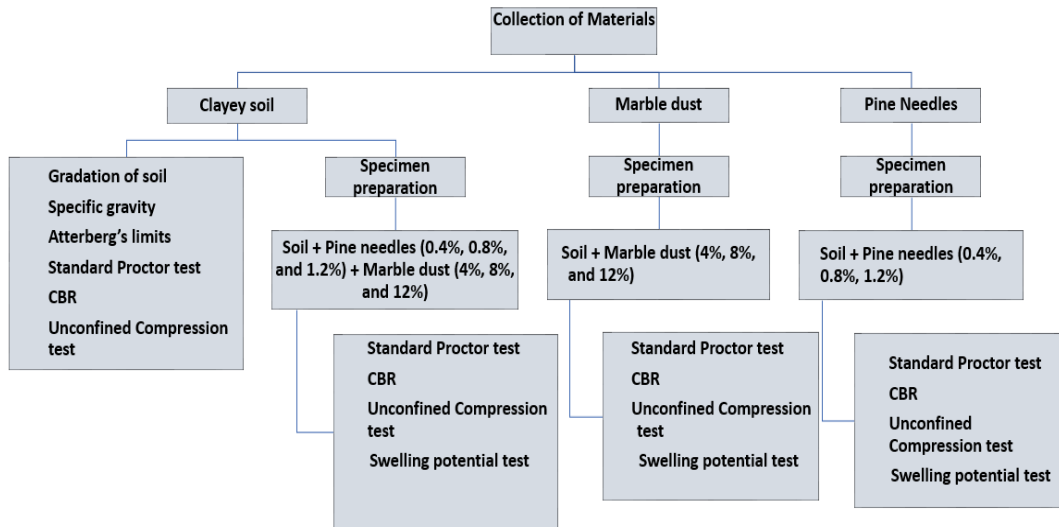 Collection of
Materials
Clayey soil
Marble dust
Pine Needles
Gradation of soil
Specific gravity
Atterberg's limits
Standard Proctor test
CBR
Unconfined Compression
test
Specimen
preparation
Soil + Pine needles (0.4%, 0.8%,
and 1.2%) + Marble dust (4%, 8%,
and 12%)
Standard Proctor test
CBR
Unconfined Compression
test
Swelling potential test
Specimen
preparation
Soil + Marble dust (4%, 8%,
and 12%)
Standard Proctor test
CBR
Unconfined Compression
test
Swelling potential test
Specimen
preparation
Soil + Pine needles (0.4%,
0.8%, 1.2%)
Standard Proctor test
CBR
Unconfined
Compression test
Swelling potential test